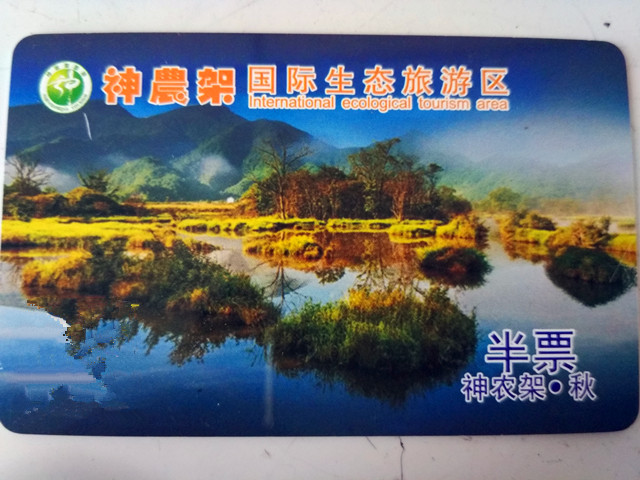 神農架国际生态旅游区
International ecological tourism area
半票
神农架·秋